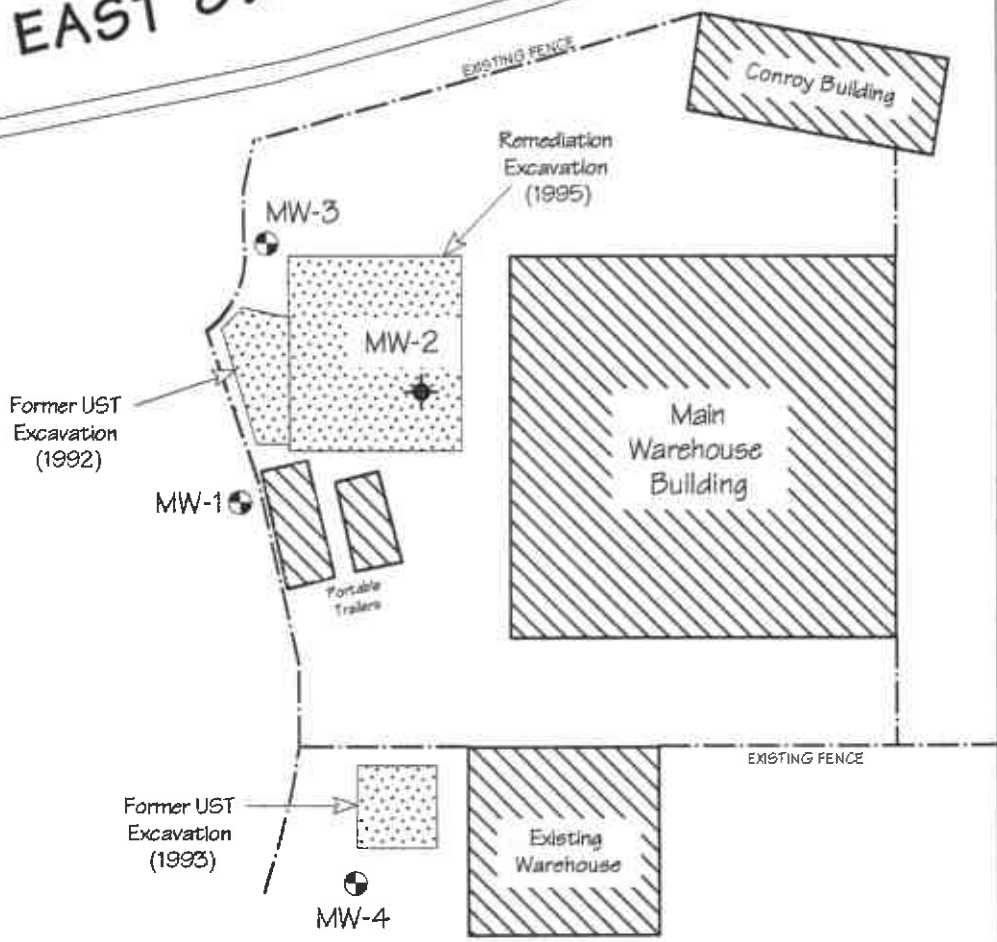 EAST
EXISTING FENCE
Conroy Building
Remediation
Excavation
(1995)
MW-3
MW-2
Former UST
Excavation
(1992)
Main
Warehouse
Building
MW-1
Portable
Trailers
EXISTING FENCE
Former UST
Excavation
(1993)
Existing
Warehouse
MW-4